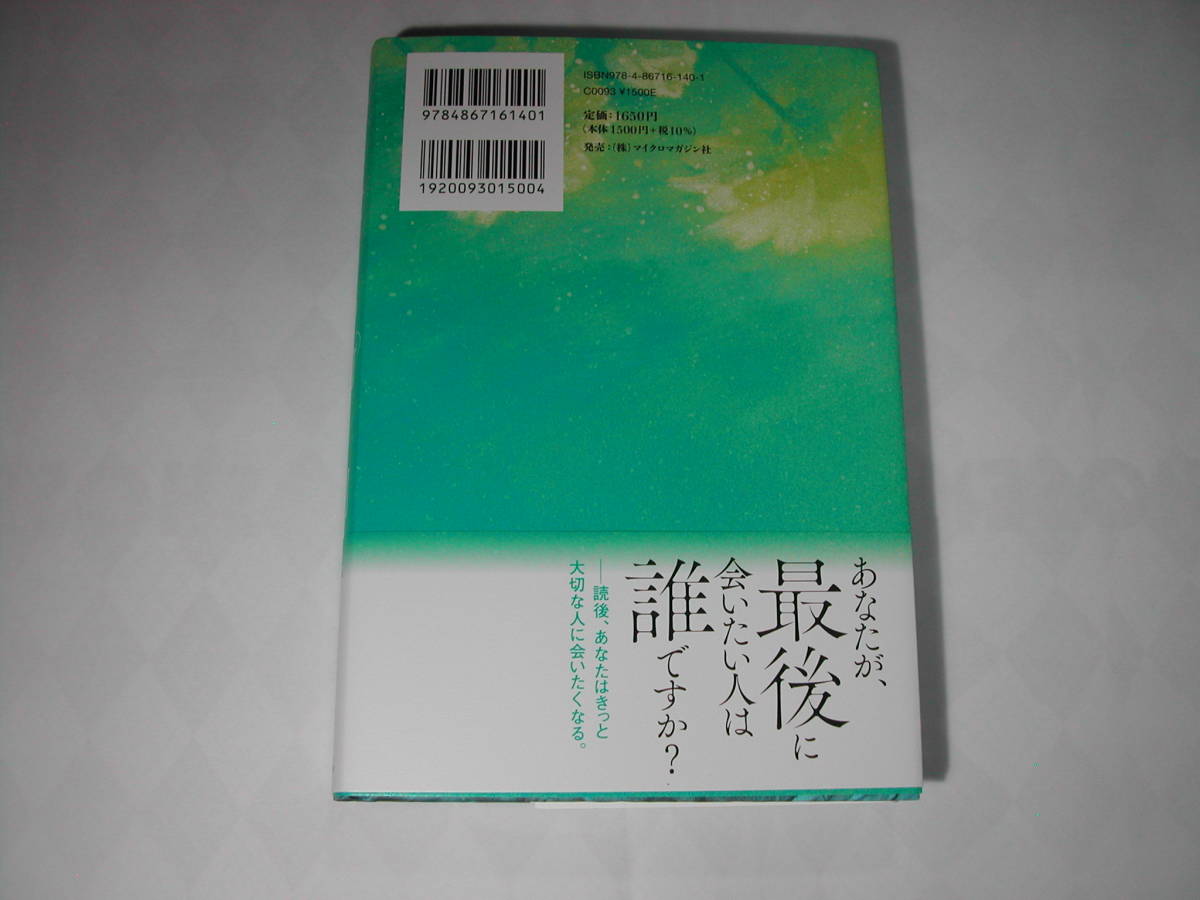 9784867161401
1920093015004
ISBN978-4-86716-140-1
C0093 ¥1500E
定価:1650円
(本体1500円+税10%)
発売:(株)マイクロマガジン社
あなたが、
最後に
会いたい人は
誰ですか?
──読後、あなたはきっと
大切な人に会いたくなる。